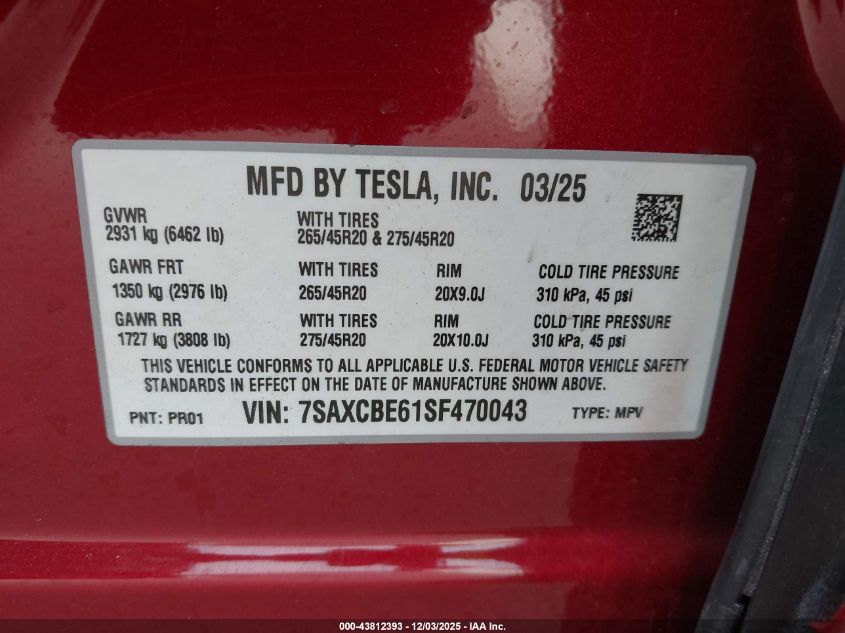 MFD BY TESLA, INC. 03/25
GVWR
2931 kg (6462 lb)
WITH TIRES
265/45R20 & 275/45R20
GAWR FRT WITH TIRES RIM COLD TIRE PRESSURE
1350 kg (2976 lb) 265/45R20 20X9.0J 310 kPa, 45 psi
GAWR RR WITH TIRES RIM COLD TIRE PRESSURE
1727 kg (3808 lb) 275/45R20 20X10.0J 310 kPa, 45 psi
THIS VEHICLE CONFORMS TO ALL APPLICABLE U.S. FEDERAL MOTOR VEHICLE SAFETY
STANDARDS IN EFFECT ON THE DATE OF MANUFACTURE SHOWN ABOVE.
PNT: PR01 VIN: 7SAXCBE61SF470043 TYPE: MPV
000-43812393 - 12/03/2025 - IAA Inc.